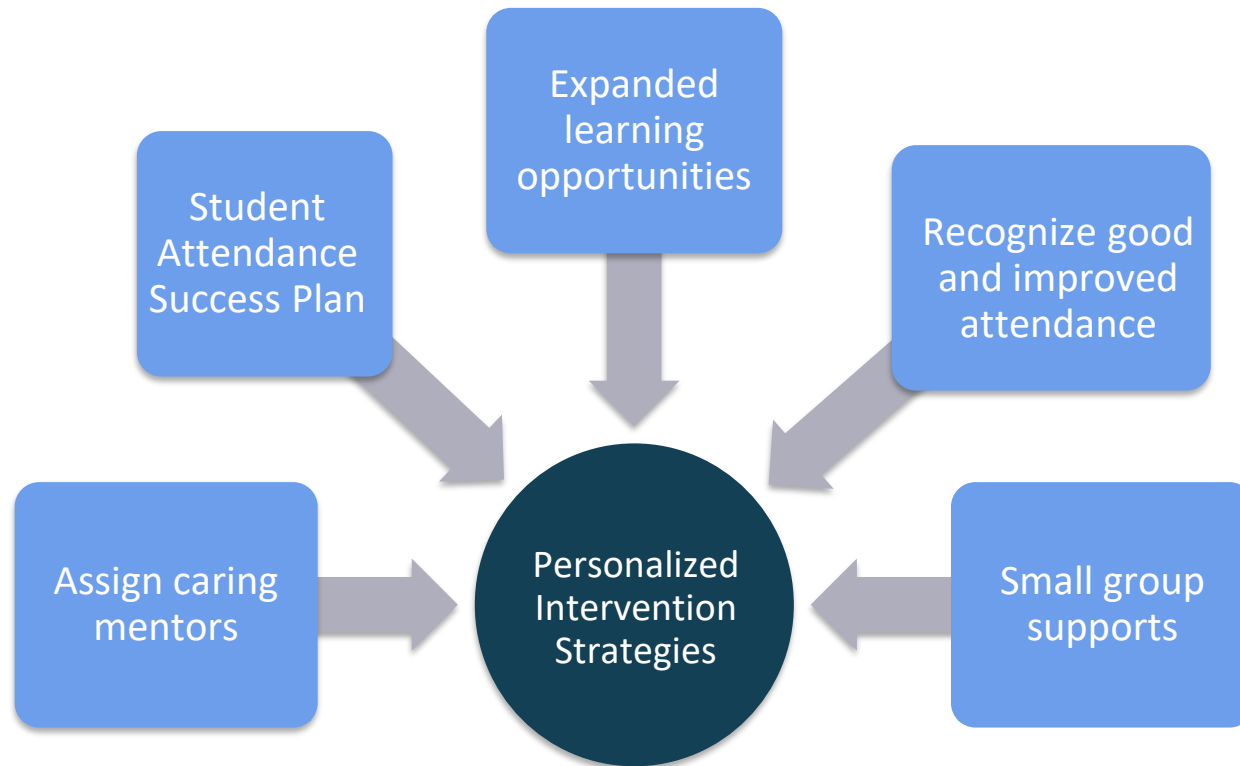 Expanded
learning
opportunities
Student
Attendance
Success Plan
Recognize good
and improved
attendance
Assign caring
mentors
Personalized
Intervention
Strategies
Small group
supports